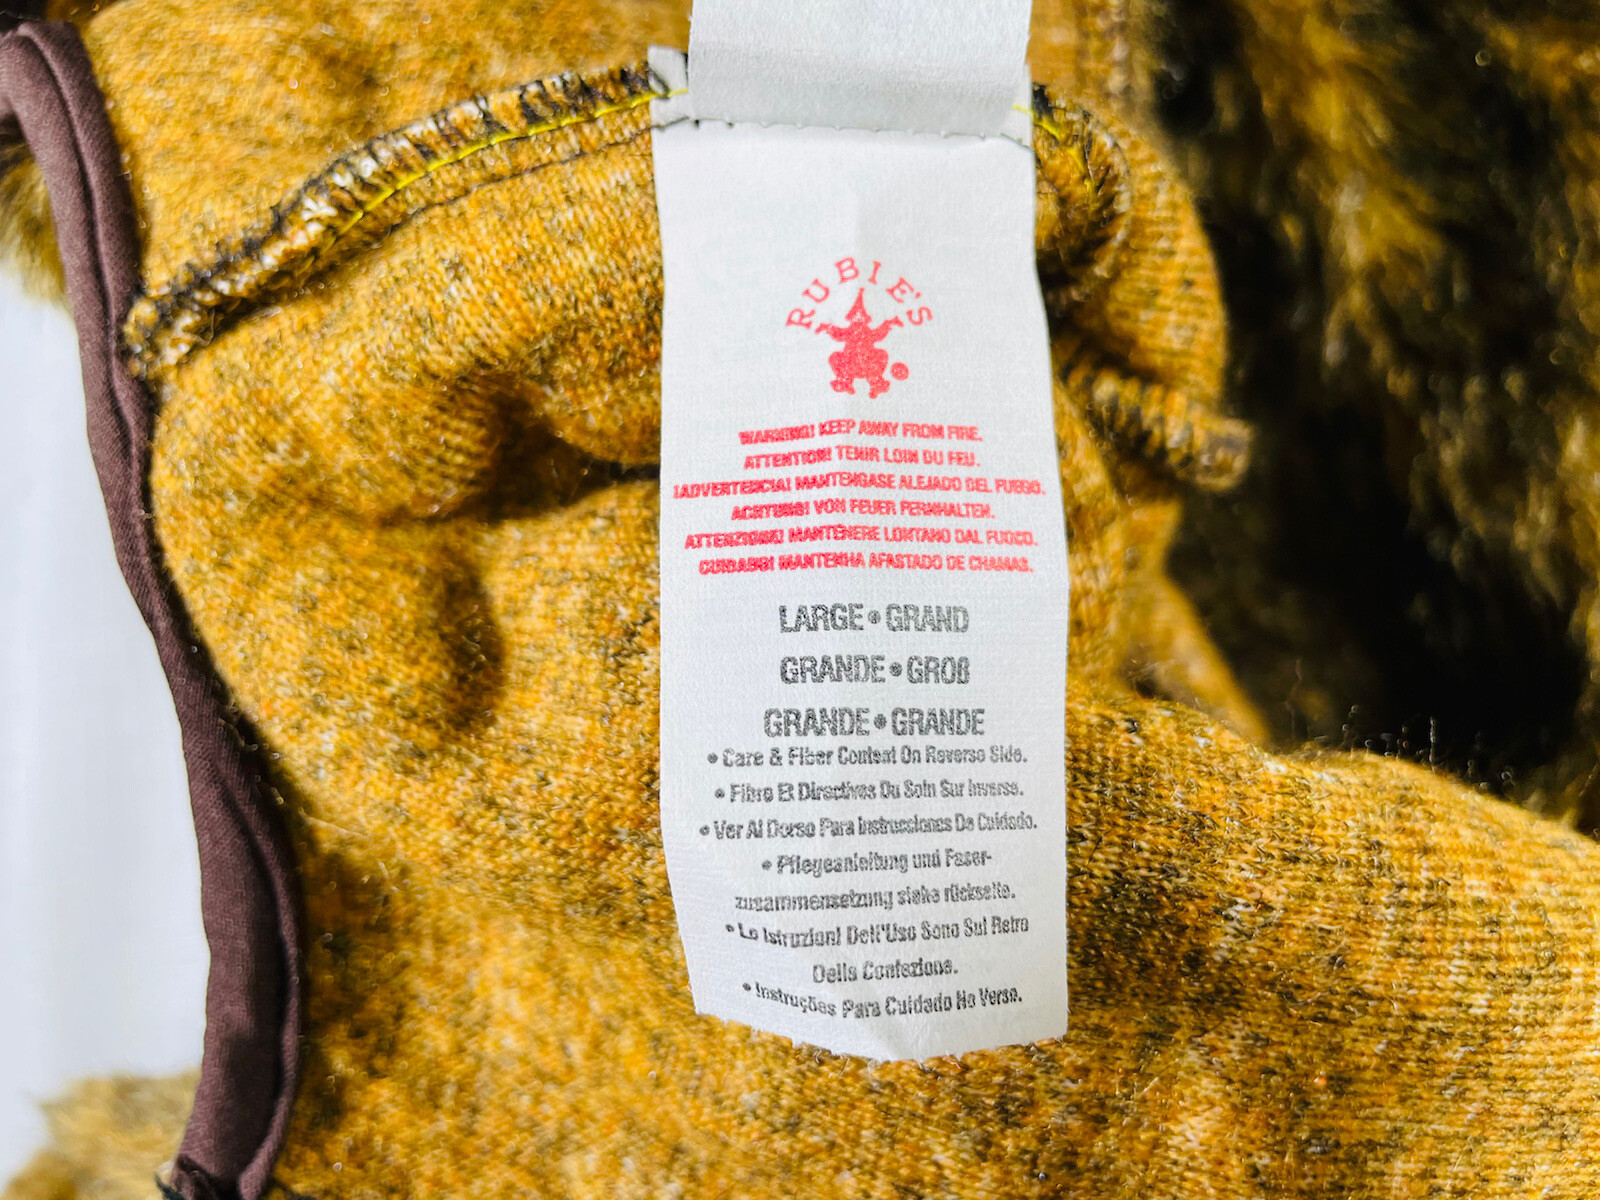 RUBIE'S
®
WARNING! KEEP AWAY FROM FIRE.
ATTENTION! TENIR LOIN DU FEU.
¡ADVERTENCIA! MANTENGASE ALEJADO DEL FUEGO.
ACHTUNG! VON FEUER FERNHALTEN.
ATTENZIONE! MANTENERE LONTANO DAL FUOCO.
CUIDADO! MANTENHA AFASTADO DE CHAMAS.
LARGE • GRAND
GRANDE • GROß
GRANDE • GRANDE
• Care & Fiber Content On Reverse Side.
• Fibre Et Directives Du Soin Sur Inverse.
• Ver Al Dorso Para Instrucciones De Cuidado.
• Pflegeanleitung und Faser-
zusammensetzung siehe rückseite.
• Le Istruzioni Dell'Uso Sono Sul Retro
Della Confezione.
• Instruções Para Cuidado No Verso.